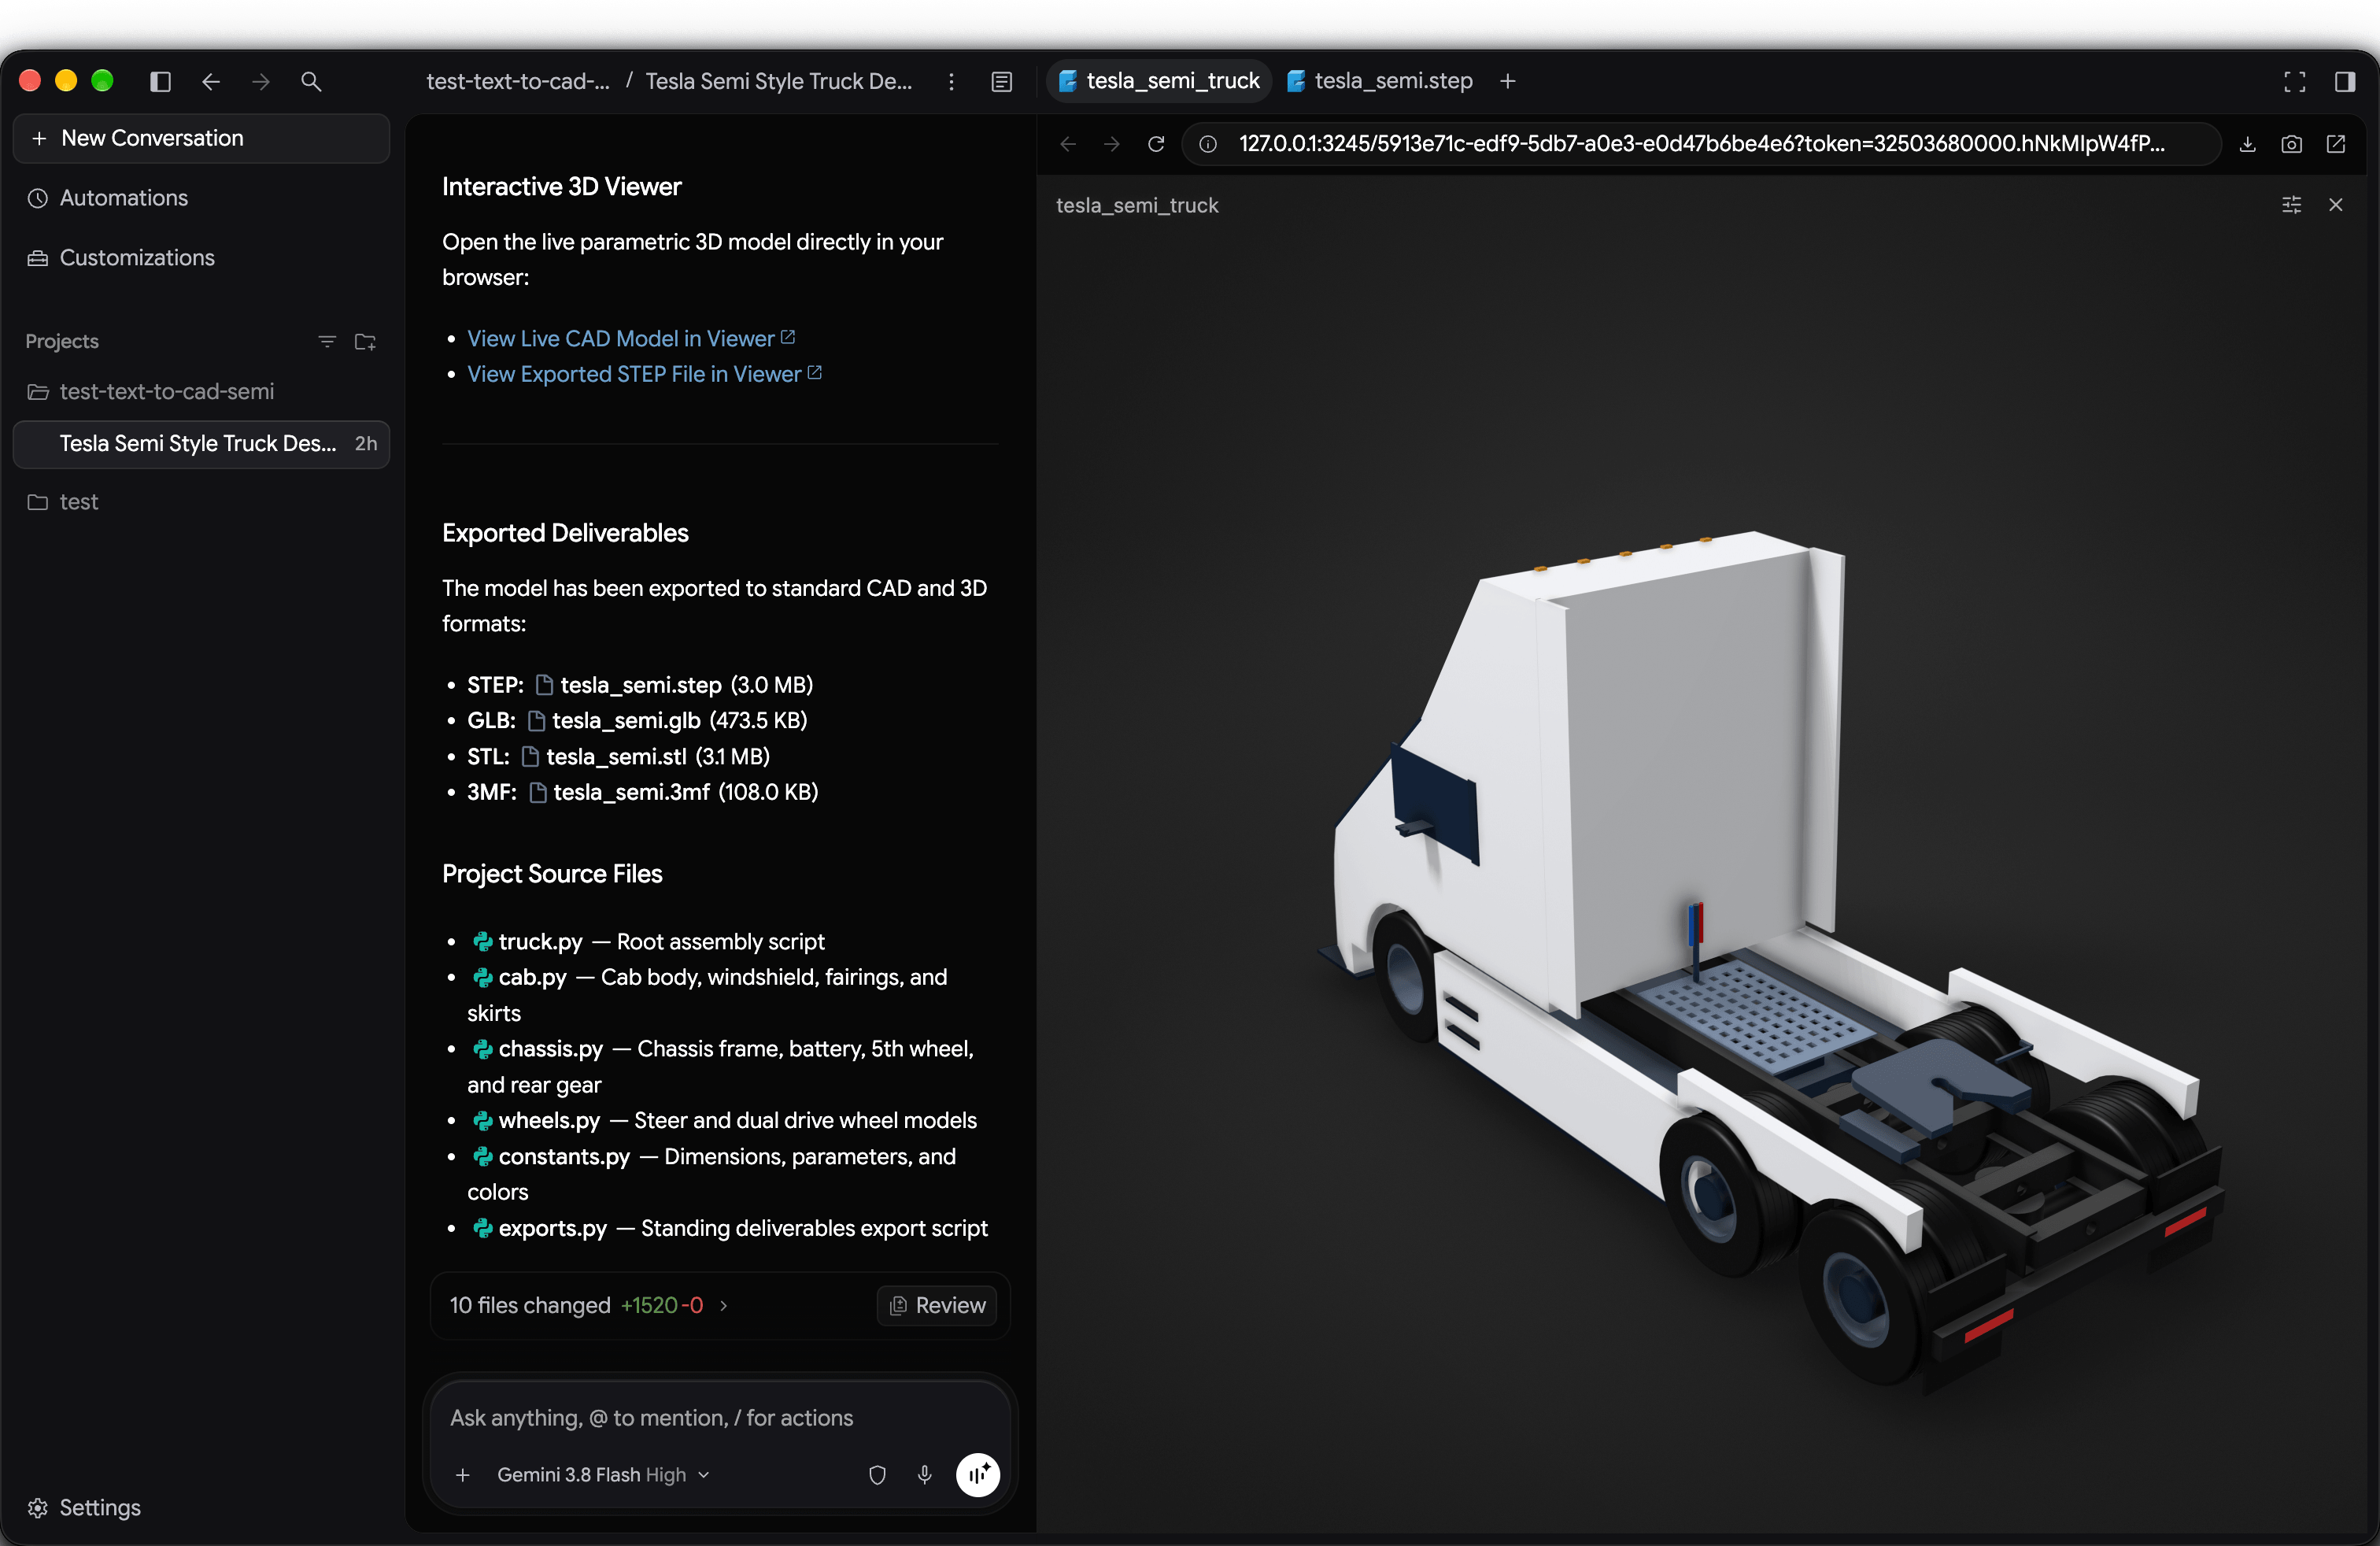 test-text-to-cad-... / Tesla Semi Style Truck De...
tesla_semi_truck
tesla_semi.step
New Conversation
Automations
Customizations
Projects
test-text-to-cad-semi
Tesla Semi Style Truck Des... 2h
test
Settings
Interactive 3D Viewer
Open the live parametric 3D model directly in your
browser:
• View Live CAD Model in Viewer
• View Exported STEP File in Viewer
Exported Deliverables
The model has been exported to standard CAD and 3D
formats:
• STEP: tesla_semi.step (3.0 MB)
• GLB: tesla_semi.glb (473.5 KB)
• STL: tesla_semi.stl (3.1 MB)
• 3MF: tesla_semi.3mf (108.0 KB)
Project Source Files
• truck.py — Root assembly script
• cab.py — Cab body, windshield, fairings, and
skirts
• chassis.py — Chassis frame, battery, 5th wheel,
and rear gear
• wheels.py — Steer and dual drive wheel models
• constants.py — Dimensions, parameters, and
colors
• exports.py — Standing deliverables export script
10 files changed +1520 -0
Review
Ask anything, @ to mention, / for actions
Gemini 3.8 Flash High
127.0.0.1:3245/5913e71c-edf9-5db7-a0e3-e0d47b6be4e6?token=32503680000.hNkMIpW4fP...
tesla_semi_truck